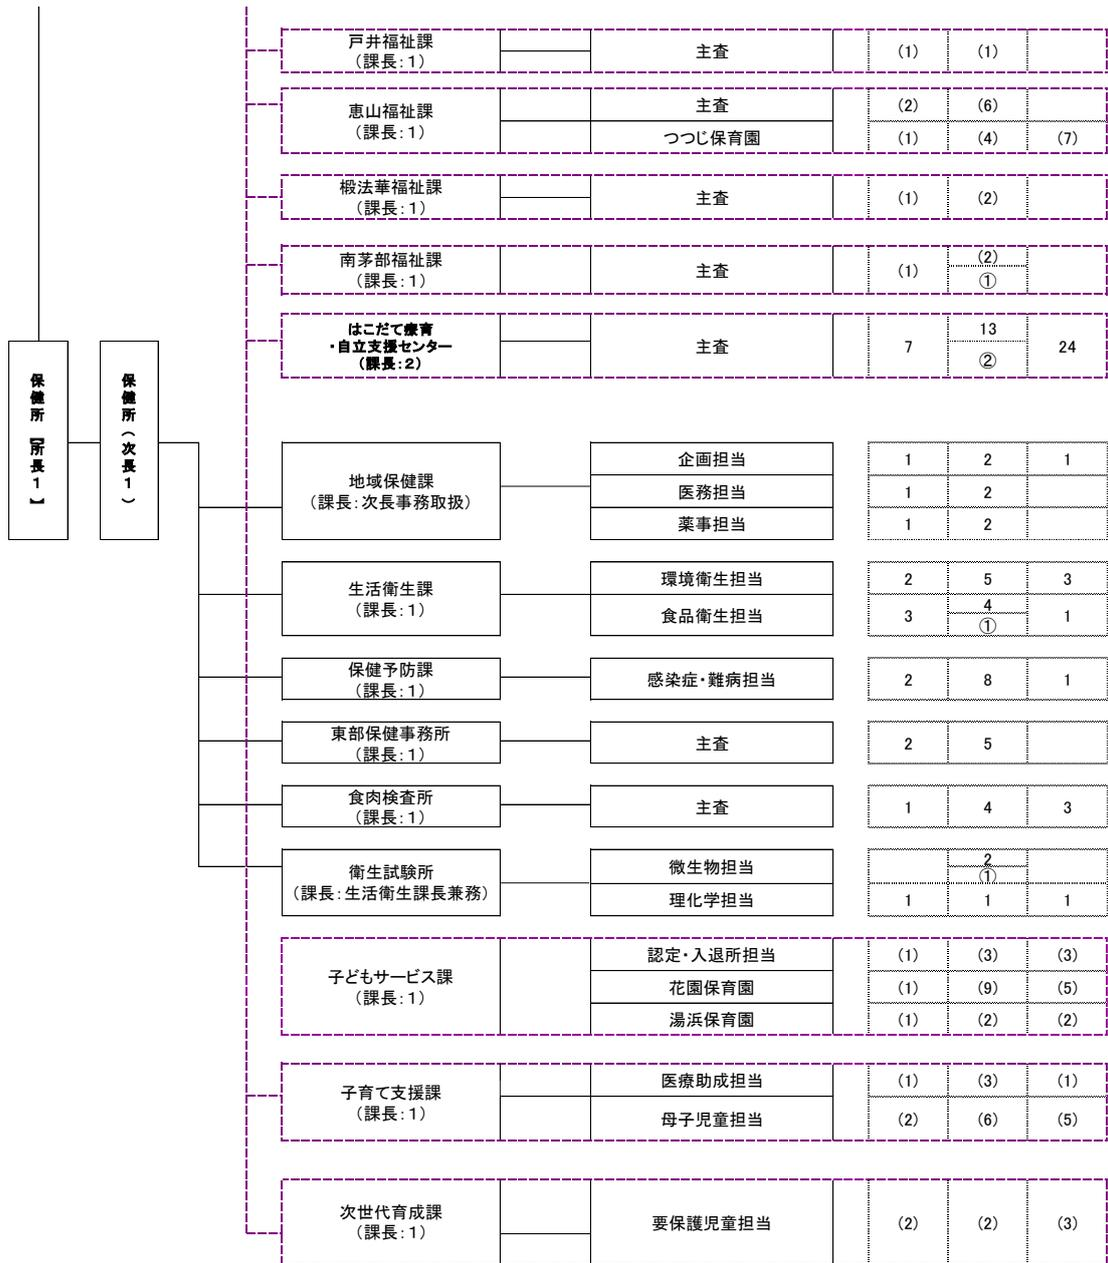 戸井福祉課
（課長：１）
主査
(1) (1)
恵山福祉課
（課長：１）
主査
(2) (6)
つつじ保育園
(1) (4) (7)
椴法華福祉課
（課長：１）
主査
(1) (2)
南茅部福祉課
（課長：１）
主査
(1) (2)
①
はこだて療育
・自立支援センター
（課長：２）
主査
7 13 24
②
保健所【所長１】
保健所（次長１）
地域保健課
（課長：次長事務取扱）
企画担当
1 2 1
医務担当
1 2
薬事担当
1 2
生活衛生課
（課長：１）
環境衛生担当
2 5 3
食品衛生担当
3 4 1
①
保健予防課
（課長：１）
感染症・難病担当
2 8 1
東部保健事務所
（課長：１）
主査
2 5
食肉検査所
（課長：１）
主査
1 4 3
衛生試験所
（課長：生活衛生課長兼務）
微生物担当
2
①
理化学担当
1 1 1
子どもサービス課
（課長：１）
認定・入退所担当
(1) (3) (3)
花園保育園
(1) (9) (5)
湯浜保育園
(1) (2) (2)
子育て支援課
（課長：１）
医療助成担当
(1) (3) (1)
母子児童担当
(2) (6) (5)
次世代育成課
（課長：１）
要保護児童担当
(2) (2) (3)